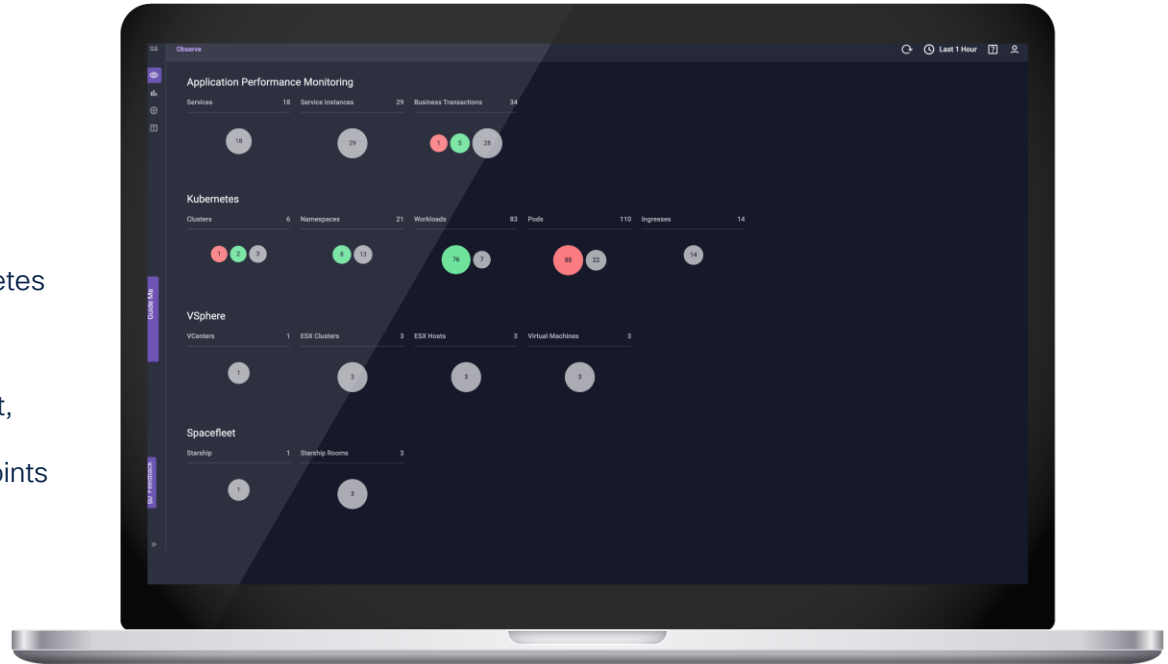 etes
t,
oints
Observe
Last 1 Hour
Application Performance Monitoring
Services 18 Service Instances 29 Business Transactions 34
18 29 1 5 28
Kubernetes
Clusters 6 Namespaces 21 Workloads 83 Pods 110 Ingresses 14
1 2 3 8 13 76 7 88 22 14
Guide Me
VSphere
VCenters 1 ESX Clusters 3 ESX Hosts 3 Virtual Machines 3
1 3 3 3
Spacefleet
Starship 1 Starship Rooms 3
1 3
Feedback